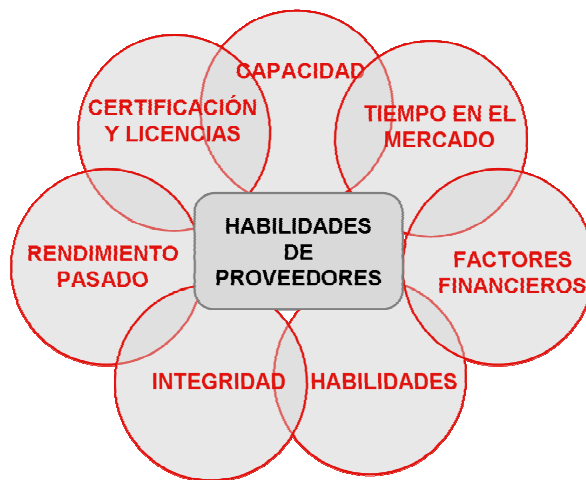 CAPACIDAD
TIEMPO EN EL
MERCADO
FACTORES
FINANCIEROS
HABILIDADES
INTEGRIDAD
RENDIMIENTO
PASADO
CERTIFICACIÓN
Y LICENCIAS
HABILIDADES
DE
PROVEEDORES